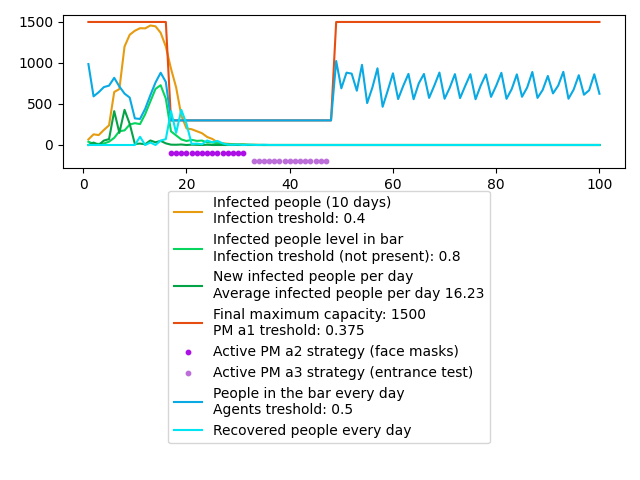 1500
1000
500
0
0
20
40
60
80
100
Infected people (10 days)
Infection treshold: 0.4
Infected people level in bar
Infection treshold (not present): 0.8
New infected people per day
Average infected people per day 16.23
Final maximum capacity: 1500
PM a1 treshold: 0.375
Active PM a2 strategy (face masks)
Active PM a3 strategy (entrance test)
People in the bar every day
Agents treshold: 0.5
Recovered people every day